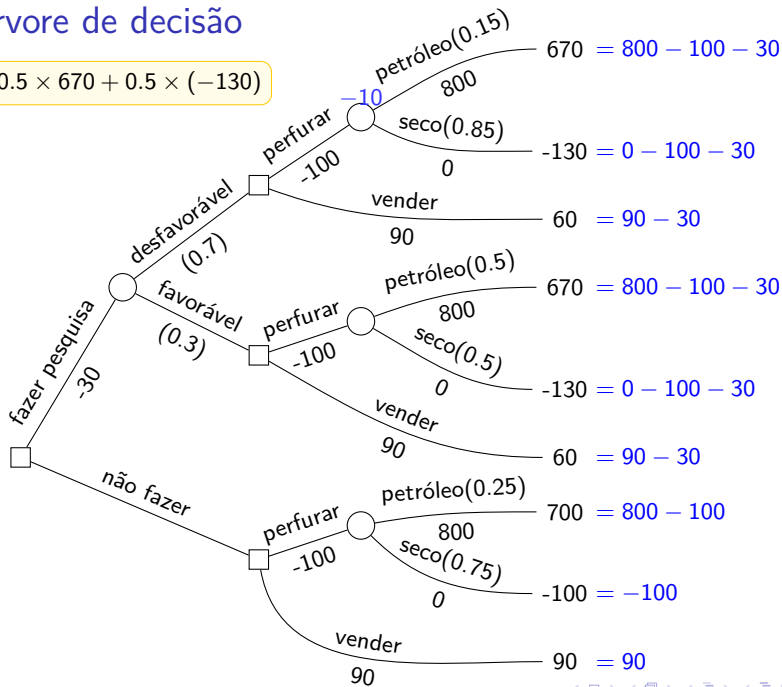 rvore de decisão
0.5 × 670 + 0.5 × (−130)
petróleo(0.15)
800
670 = 800 − 100 − 30
−10
perfurar
-100
seco(0.85)
0
-130 = 0 − 100 − 30
vender
90
60 = 90 − 30
desfavorável
(0.7)
petróleo(0.5)
800
670 = 800 − 100 − 30
favorável
(0.3)
perfurar
-100
seco(0.5)
0
-130 = 0 − 100 − 30
fazer pesquisa
-30
vender
90
60 = 90 − 30
não fazer
petróleo(0.25)
800
700 = 800 − 100
perfurar
-100
seco(0.75)
0
-100 = −100
vender
90
90 = 90